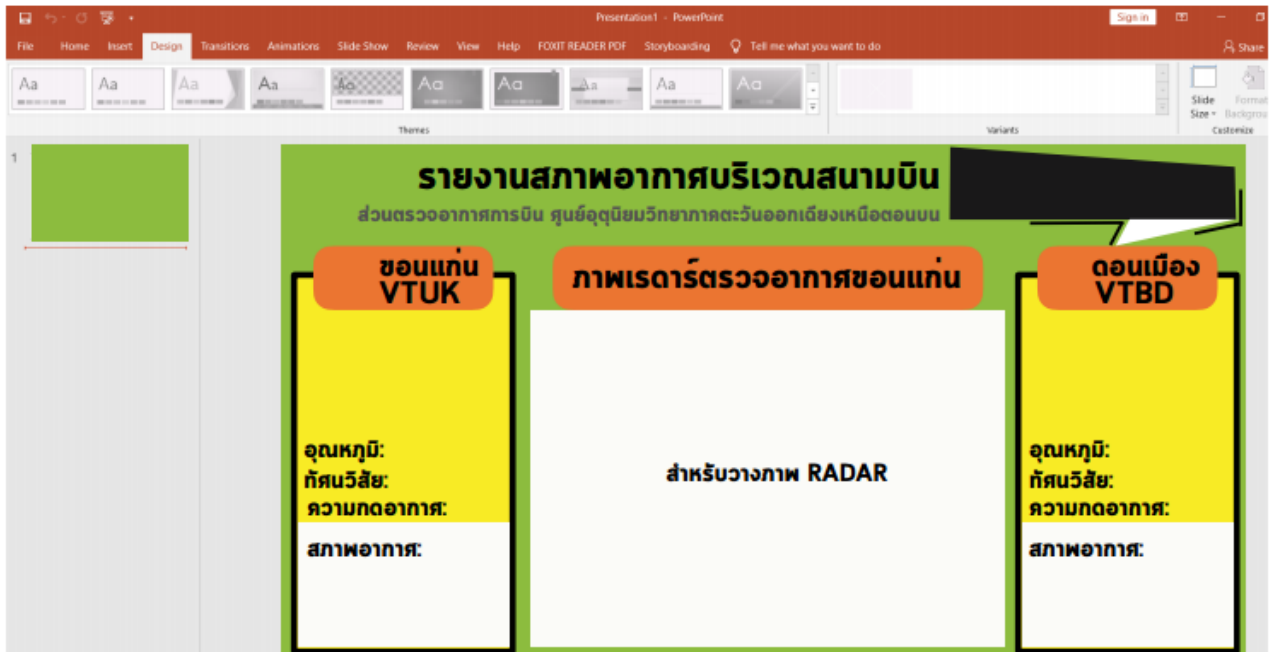 Presentation1 - PowerPoint
Sign in
File Home Insert Design Transitions Animations Slide Show Review View Help FOXIT READER PDF Storyboarding Tell me what you want to do
Share
Aa Aa Aa Aa Aa Aa Aa Aa Aa Aa
Slide Size
Format
Themes
Variants
Customize
1
รายงานสภาพอากาศบริเวณสนามบิน
ส่วนตรวจอากาศการบิน ศูนย์อุตุนิยมวิทยาภาคตะวันออกเฉียงเหนือตอนบน
ขอนแก่น
VTUK
ภาพเรดาร์ตรวจอากาศขอนแก่น
ดอนเมือง
VTBD
อุณหภูมิ:
ทัศนวิสัย:
ความกดอากาศ:
สภาพอากาศ:
สำหรับวางภาพ RADAR
อุณหภูมิ:
ทัศนวิสัย:
ความกดอากาศ:
สภาพอากาศ: